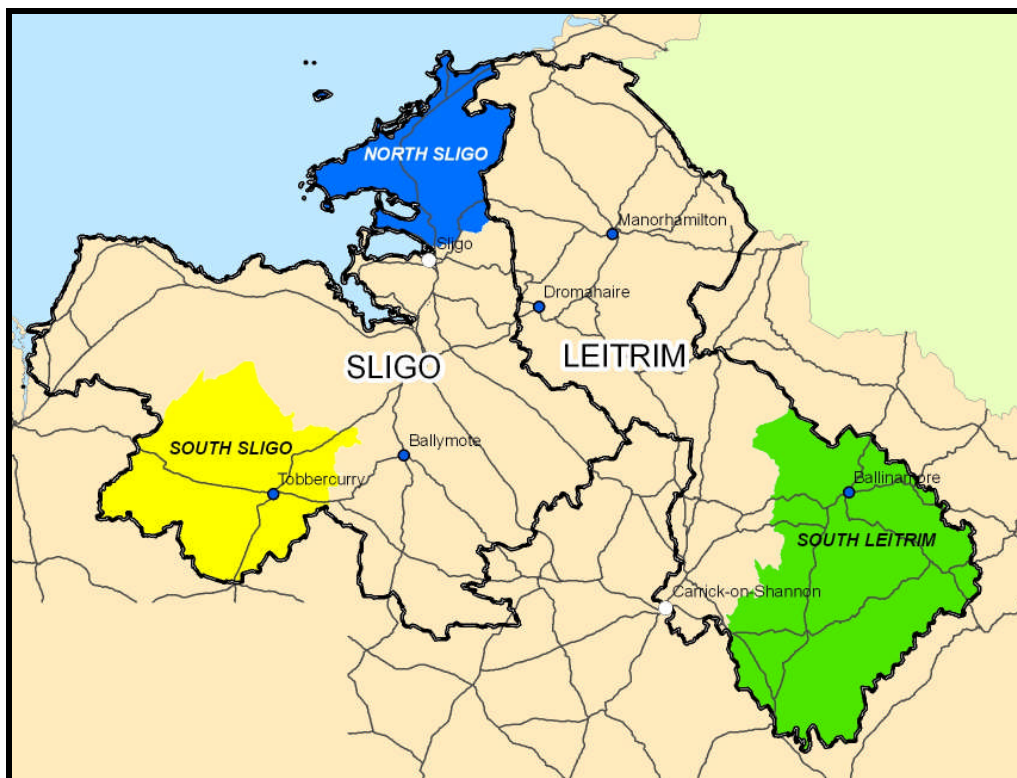 NORTH SLIGO
Manorhamilton
Sligo
Dromahaire
SLIGO
LEITRIM
SOUTH SLIGO
Ballymote
Tobbercurry
Ballinamore
SOUTH LEITRIM
Carrick-on-Shannon